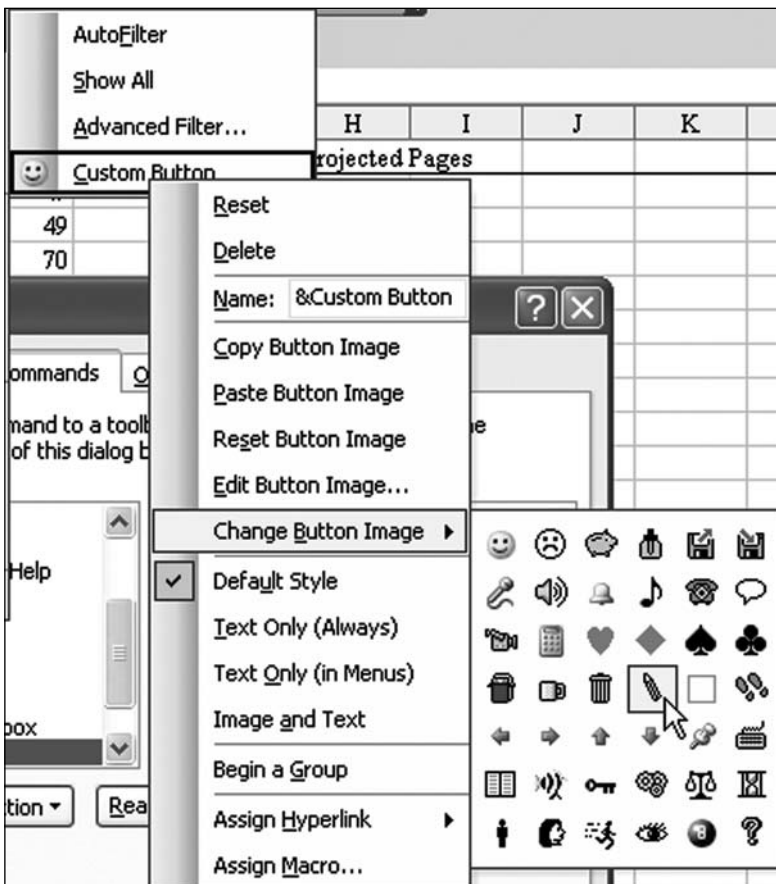 AutoFilter
Show All
Advanced Filter...
Custom Button
H I J K
rojected Pages
49
70
Reset
Delete
Name: &Custom Button
Copy Button Image
Paste Button Image
Reset Button Image
Edit Button Image...
Change Button Image
Default Style
Text Only (Always)
Text Only (in Menus)
Image and Text
Begin a Group
Assign Hyperlink
Assign Macro...
?
ommands O
mand to a toolb
e
of this dialog b
Help
box
tion
Rea